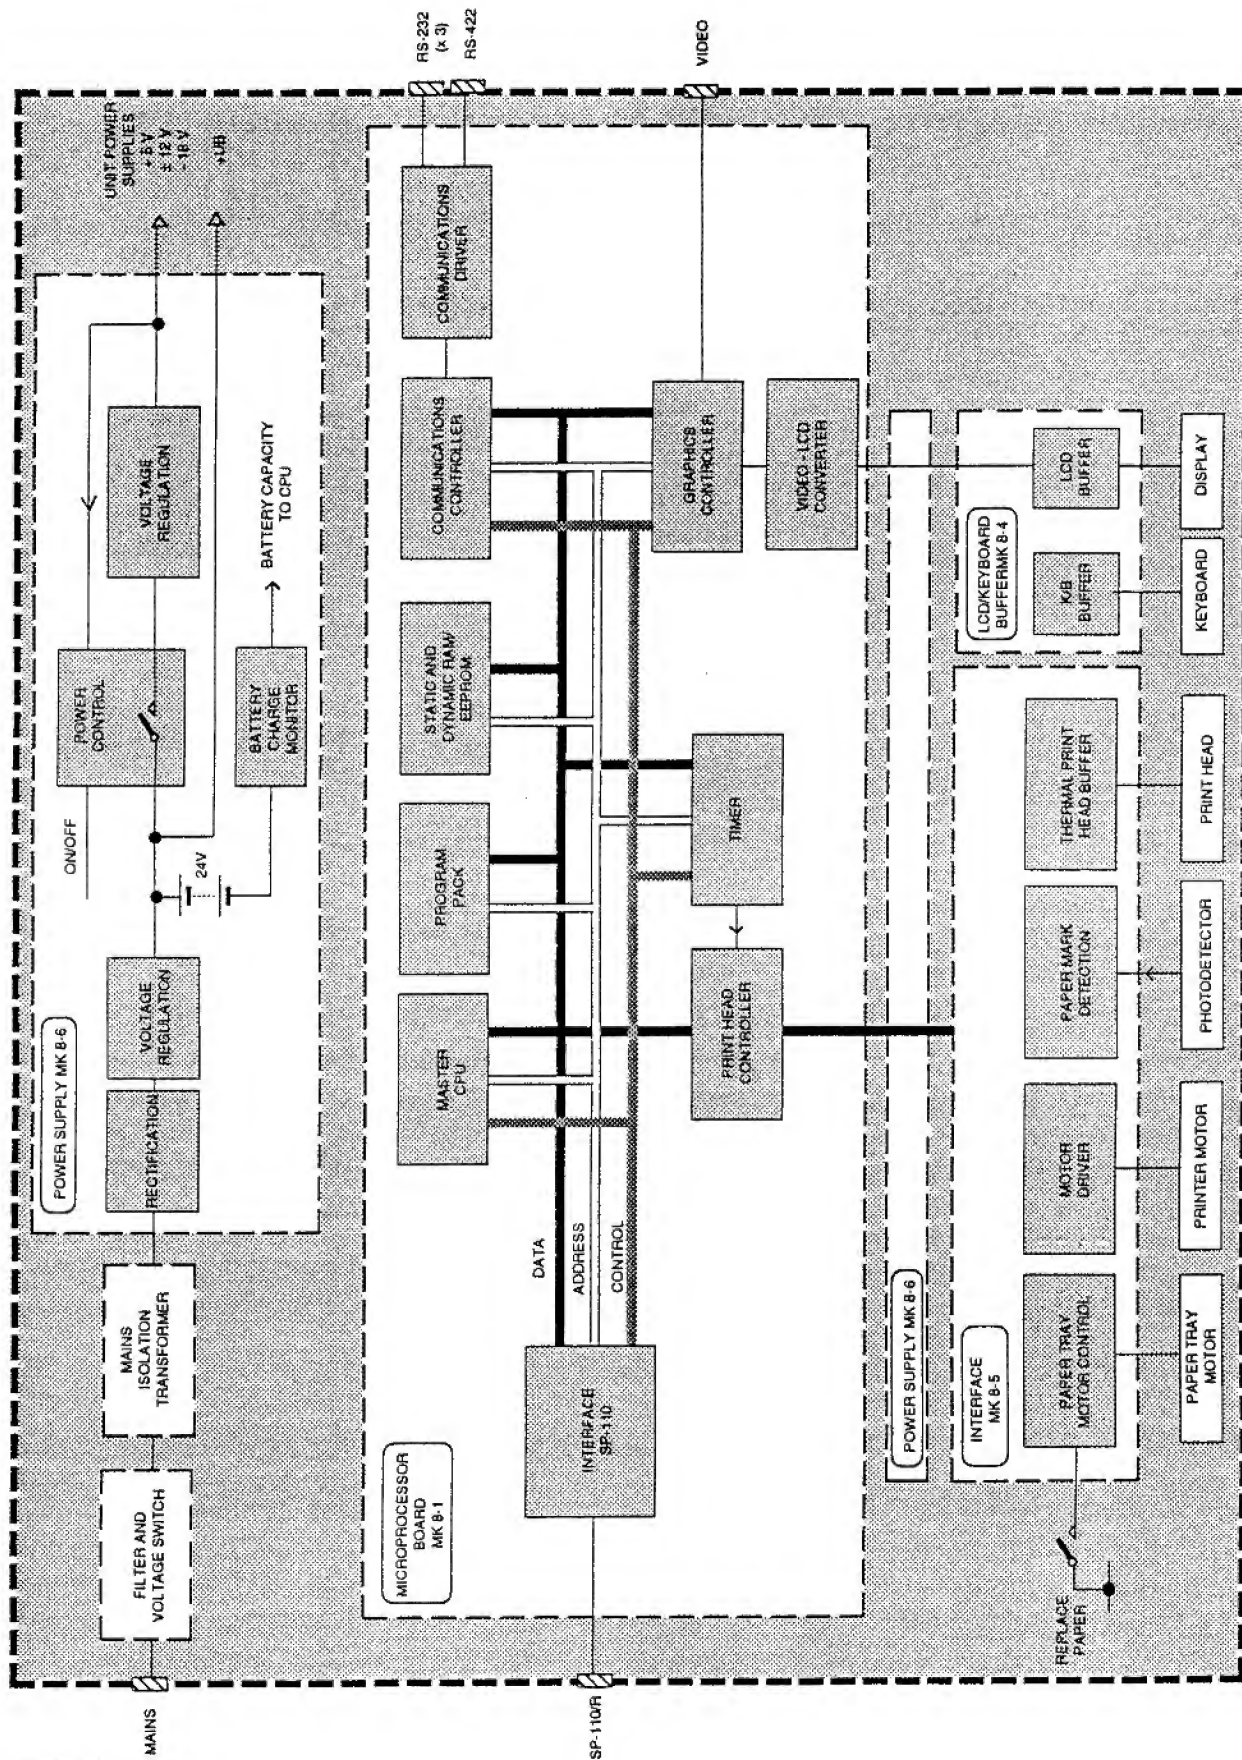 UNIT POWER
SUPPLIES
+ 5 V
± 12 V
- 18 V
+UB
RS-232
(x 3)
RS-422
VIDEO
MAINS
FILTER AND
VOLTAGE SWITCH
MAINS
ISOLATION
TRANSFORMER
POWER SUPPLY MK 8-6
RECTIFICATION
VOLTAGE
REGULATION
24V
ON/OFF
POWER
CONTROL
VOLTAGE
REGULATION
BATTERY
CHARGE
MONITOR
BATTERY CAPACITY
TO CPU
SP-110/R
MICROPROCESSOR
BOARD
MK 8-1
INTERFACE
SP-110
DATA
ADDRESS
CONTROL
MASTER
CPU
PROGRAM
PACK
STATIC AND
DYNAMIC RAM/
EEPROM
COMMUNICATIONS
CONTROLLER
COMMUNICATIONS
DRIVER
PRINT HEAD
CONTROLLER
TIMER
GRAPHICS
CONTROLLER
VIDEO - LCD
CONVERTER
POWER SUPPLY MK 8-6
INTERFACE
MK 8-5
REPLACE
PAPER
PAPER TRAY
MOTOR CONTROL
MOTOR
DRIVER
PAPER MARK
DETECTION
THERMAL PRINT
HEAD BUFFER
LCD/KEYBOARD
BUFFERMK 8-4
K/B
BUFFER
LCD
BUFFER
PAPER TRAY
MOTOR
PRINTER MOTOR
PHOTODETECTOR
PRINT HEAD
KEYBOARD
DISPLAY